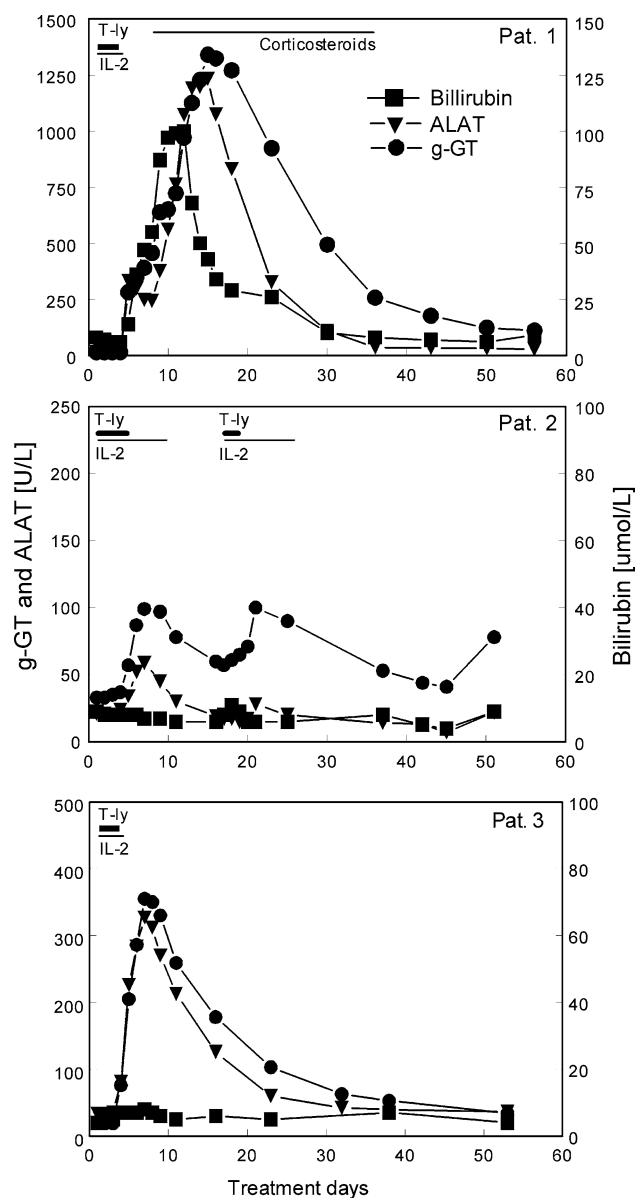 T-ly
IL-2
Corticosteroids
Pat. 1
Billirubin
ALAT
g-GT
1500
1250
1000
750
500
250
0
150
125
100
75
50
25
0
0 10 20 30 40 50 60
T-ly
IL-2
T-ly
IL-2
Pat. 2
250
200
150
100
50
0
100
80
60
40
20
0
0 10 20 30 40 50 60
g-GT and ALAT [U/L]
Bilirubin [umol/L]
T-ly
IL-2
Pat. 3
500
400
300
200
100
0
100
80
60
40
20
0
0 10 20 30 40 50 60
Treatment days